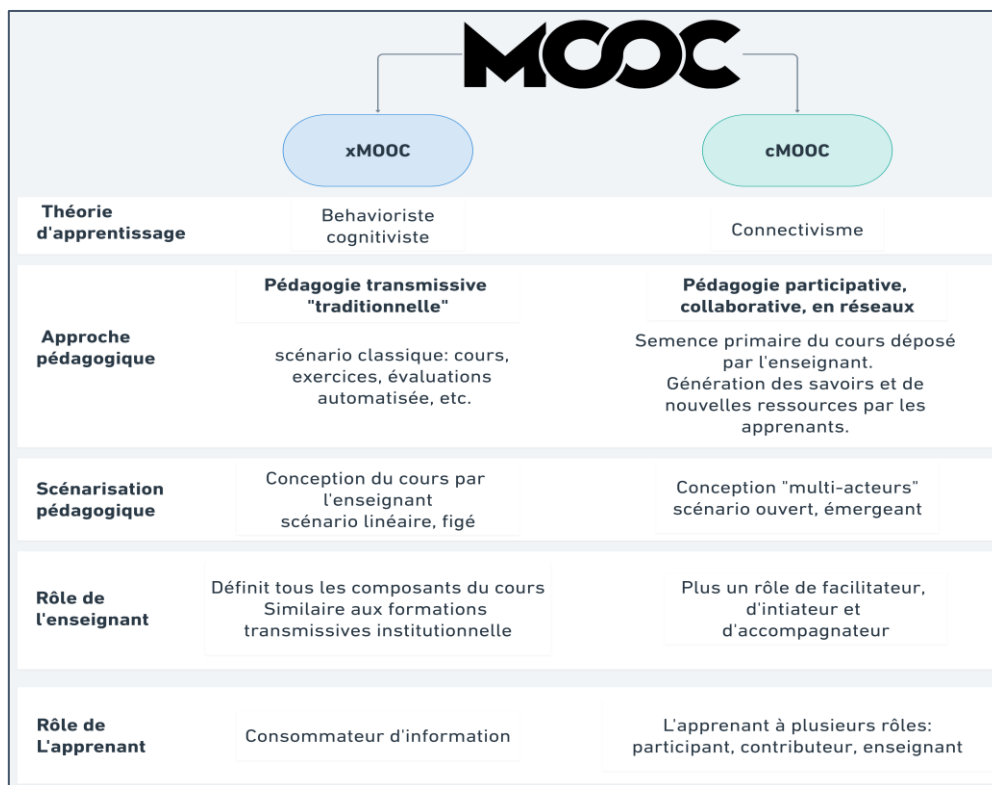 MOOC
xMOOC
cMOOC
Théorie
d'apprentissage
Behavioriste
cognitiviste
Connectivisme
Approche
pédagogique
Pédagogie transmissive
"traditionnelle"
scénario classique: cours,
exercices, évaluations
automatisée, etc.
Pédagogie participative,
collaborative, en réseaux
Semence primaire du cours déposé
par l'enseignant.
Génération des savoirs et de
nouvelles ressources par les
apprenants.
Scénarisation
pédagogique
Conception du cours par
l'enseignant
scénario linéaire, figé
Conception "multi-acteurs"
scénario ouvert, émergeant
Rôle de
l'enseignant
Définit tous les composants du cours
Similaire aux formations
transmissives institutionnelle
Plus un rôle de facilitateur,
d'intiateur et
d'accompagnateur
Rôle de
L'apprenant
Consommateur d'information
L'apprenant à plusieurs rôles:
participant, contributeur, enseignant